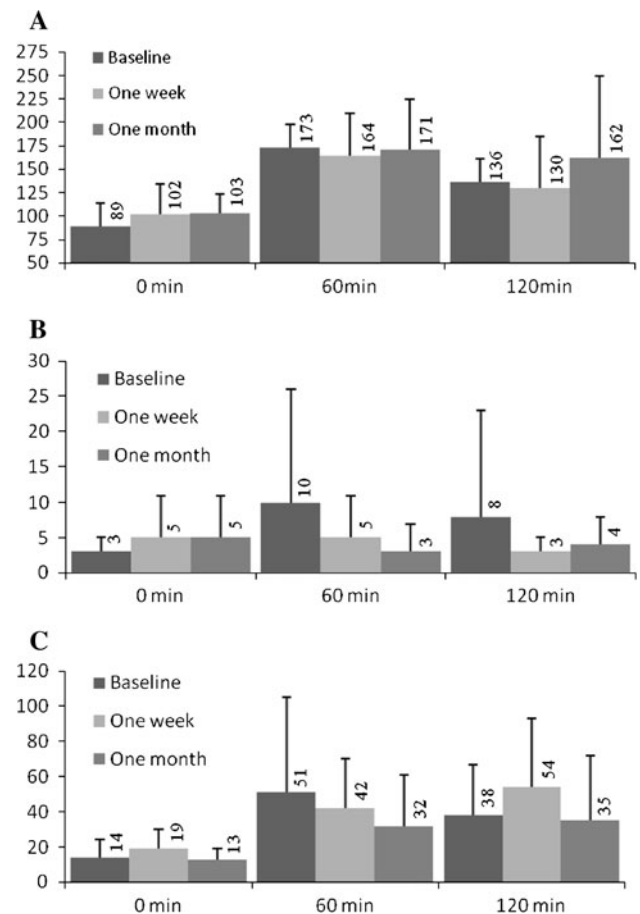 A
275
250
225
200
175
150
125
100
75
50
Baseline
One week
One month
89
102
103
173
164
171
136
130
162
0 min
60min
120min
B
30
25
20
15
10
5
0
Baseline
One week
One month
3
5
5
10
5
3
8
3
4
0 min
60 min
120 min
C
120
100
80
60
40
20
0
Baseline
One week
One month
14
19
13
51
42
32
38
54
35
0 min
60 min
120 min